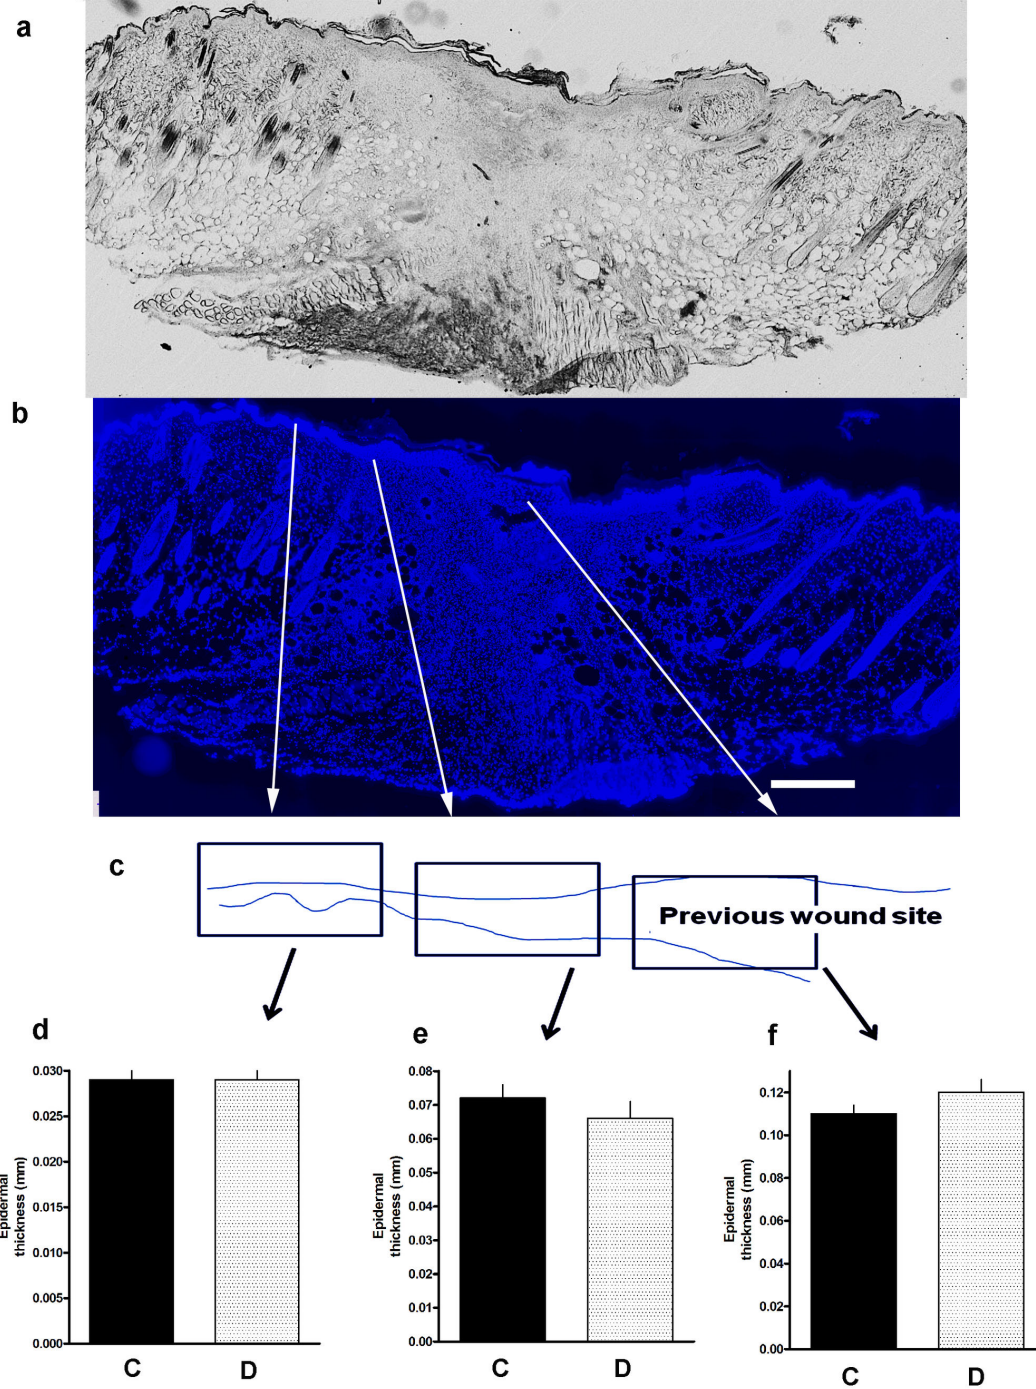 a
b
c
Previous wound site
d
e
f
Epidermal
thickness (mm)
0.030
0.025
0.020
0.015
0.010
0.005
0.000
C
D
Epidermal
thickness (mm)
0.08
0.07
0.06
0.05
0.04
0.03
0.02
0.01
0.00
C
D
Epidermal
thickness (mm)
0.12
0.10
0.08
0.06
0.04
0.02
0.00
C
D